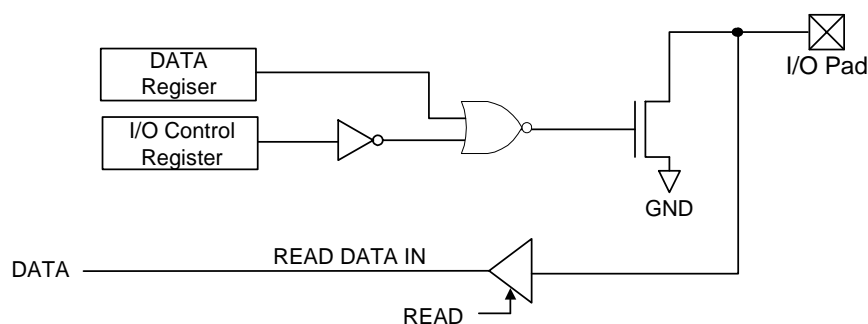 DATA
Regiser
I/O Pad
I/O Control
Register
GND
READ DATA IN
DATA
READ